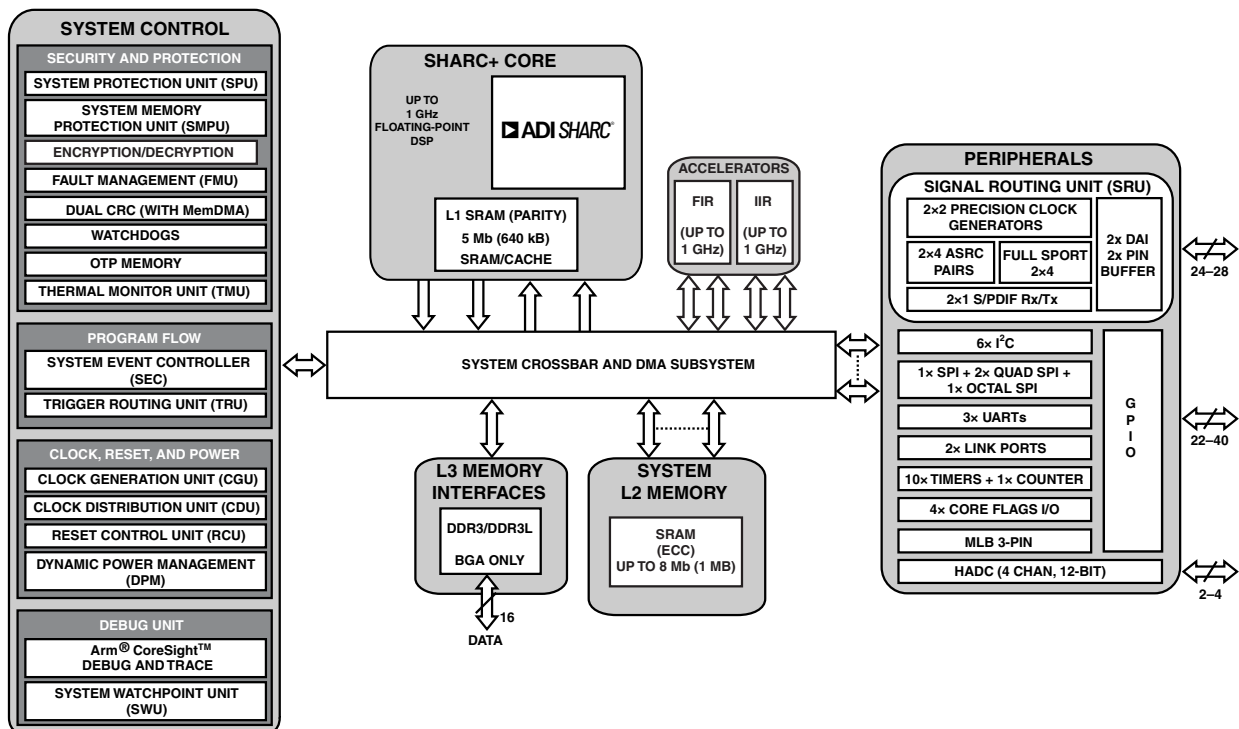 SYSTEM CONTROL
SECURITY AND PROTECTION
SYSTEM PROTECTION UNIT (SPU)
SYSTEM MEMORY
PROTECTION UNIT (SMPU)
ENCRYPTION/DECRYPTION
FAULT MANAGEMENT (FMU)
DUAL CRC (WITH MemDMA)
WATCHDOGS
OTP MEMORY
THERMAL MONITOR UNIT (TMU)
PROGRAM FLOW
SYSTEM EVENT CONTROLLER
(SEC)
TRIGGER ROUTING UNIT (TRU)
CLOCK, RESET, AND POWER
CLOCK GENERATION UNIT (CGU)
CLOCK DISTRIBUTION UNIT (CDU)
RESET CONTROL UNIT (RCU)
DYNAMIC POWER MANAGEMENT
(DPM)
DEBUG UNIT
Arm® CoreSight™
DEBUG AND TRACE
SYSTEM WATCHPOINT UNIT
(SWU)
SHARC+ CORE
UP TO
1 GHz
FLOATING-POINT
DSP
ADI SHARC®
L1 SRAM (PARITY)
5 Mb (640 kB)
SRAM/CACHE
ACCELERATORS
FIR
(UP TO
1 GHz)
IIR
(UP TO
1 GHz)
SYSTEM CROSSBAR AND DMA SUBSYSTEM
L3 MEMORY
INTERFACES
DDR3/DDR3L
BGA ONLY
16
DATA
SYSTEM
L2 MEMORY
SRAM
(ECC)
UP TO 8 Mb (1 MB)
PERIPHERALS
SIGNAL ROUTING UNIT (SRU)
2×2 PRECISION CLOCK
GENERATORS
2×4 ASRC
PAIRS
FULL SPORT
2×4
2×1 S/PDIF Rx/Tx
2x DAI
2x PIN
BUFFER
24–28
6× I²C
1× SPI + 2× QUAD SPI +
1× OCTAL SPI
3× UARTs
2× LINK PORTS
10× TIMERS + 1× COUNTER
4× CORE FLAGS I/O
MLB 3-PIN
GPIO
22–40
HADC (4 CHAN, 12-BIT)
2–4